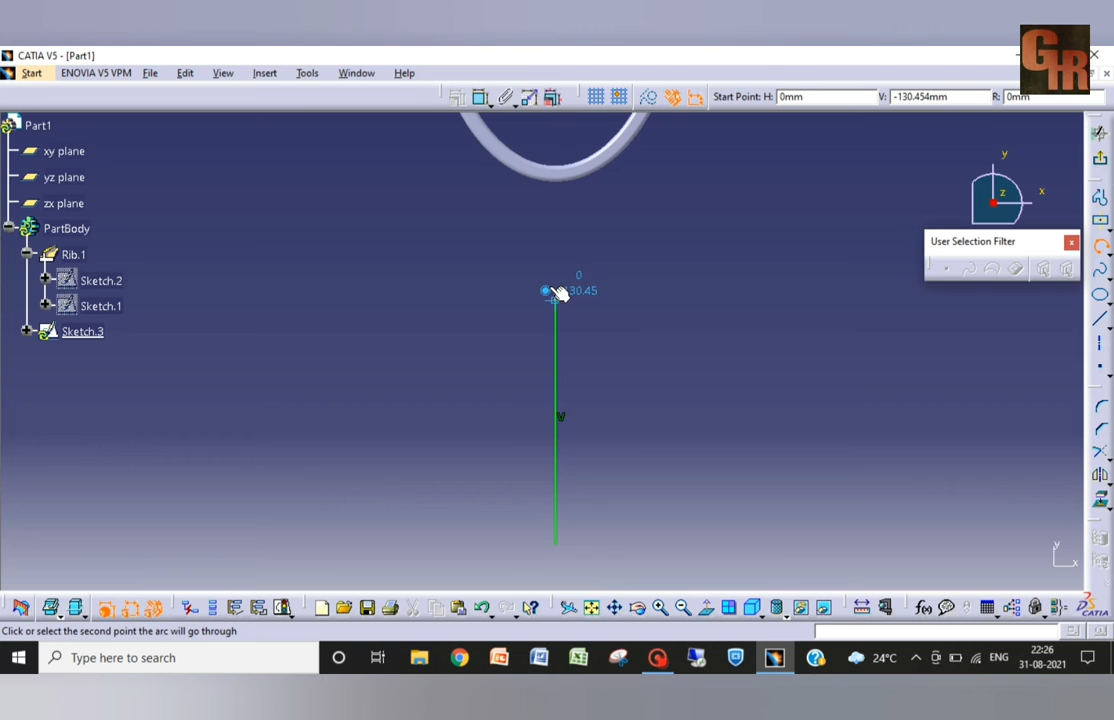 CATIA V5 - [Part1]
GR
Start ENOVIA V5 VPM File Edit View Insert Tools Window Help
Start Point: H: 0mm V: -130.454mm R: 0mm
Part1
xy plane
yz plane
zx plane
PartBody
Rib.1
Sketch.2
Sketch.1
Sketch.3
y
z
x
User Selection Filter
0
30.45
V
y
x
f(x)
CATIA
Click or select the second point the arc will go through
Type here to search
24°C
ENG
22:26
31-08-2021